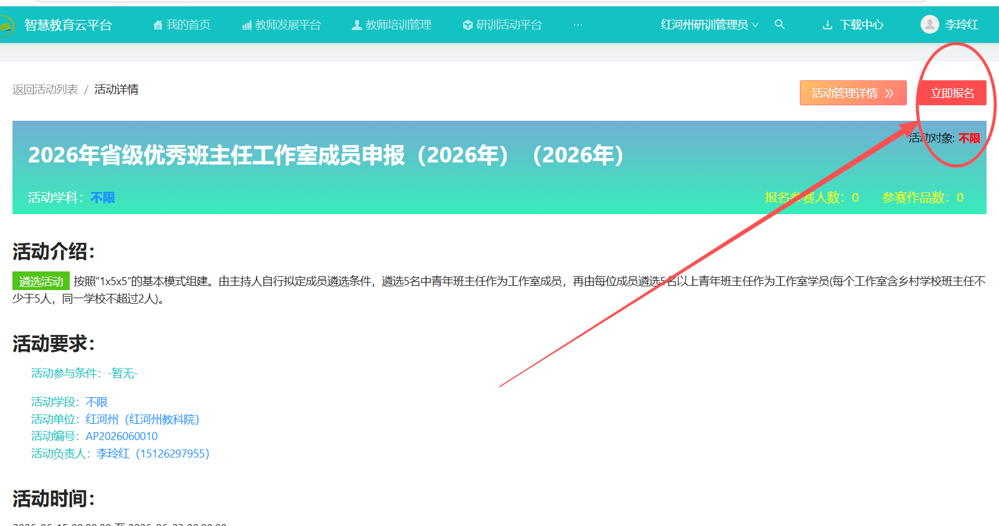 智慧教育云平台 我的首页 教师发展平台 教师培训管理 研训活动平台 ··· 红河州研训管理员 下载中心 李玲红
返回活动列表 / 活动详情 活动管理详情 立即报名
活动对象: 不限
2026年省级优秀班主任工作室成员申报（2026年）（2026年）
活动学科： 不限 报名参赛人数：0 参赛作品数：0
活动介绍：
遴选活动 按照“1x5x5”的基本模式组建。由主持人自行拟定成员遴选条件，遴选5名中青年班主任作为工作室成员，再由每位成员遴选5名以上青年班主任作为工作室学员(每个工作室含乡村学校班主任不
少于5人，同一学校不超过2人)。
活动要求：
活动参与条件：-暂无-
活动学段：不限
活动单位：红河州（红河州教科院）
活动编号：AP2026060010
活动负责人：李玲红（15126297955）
活动时间：